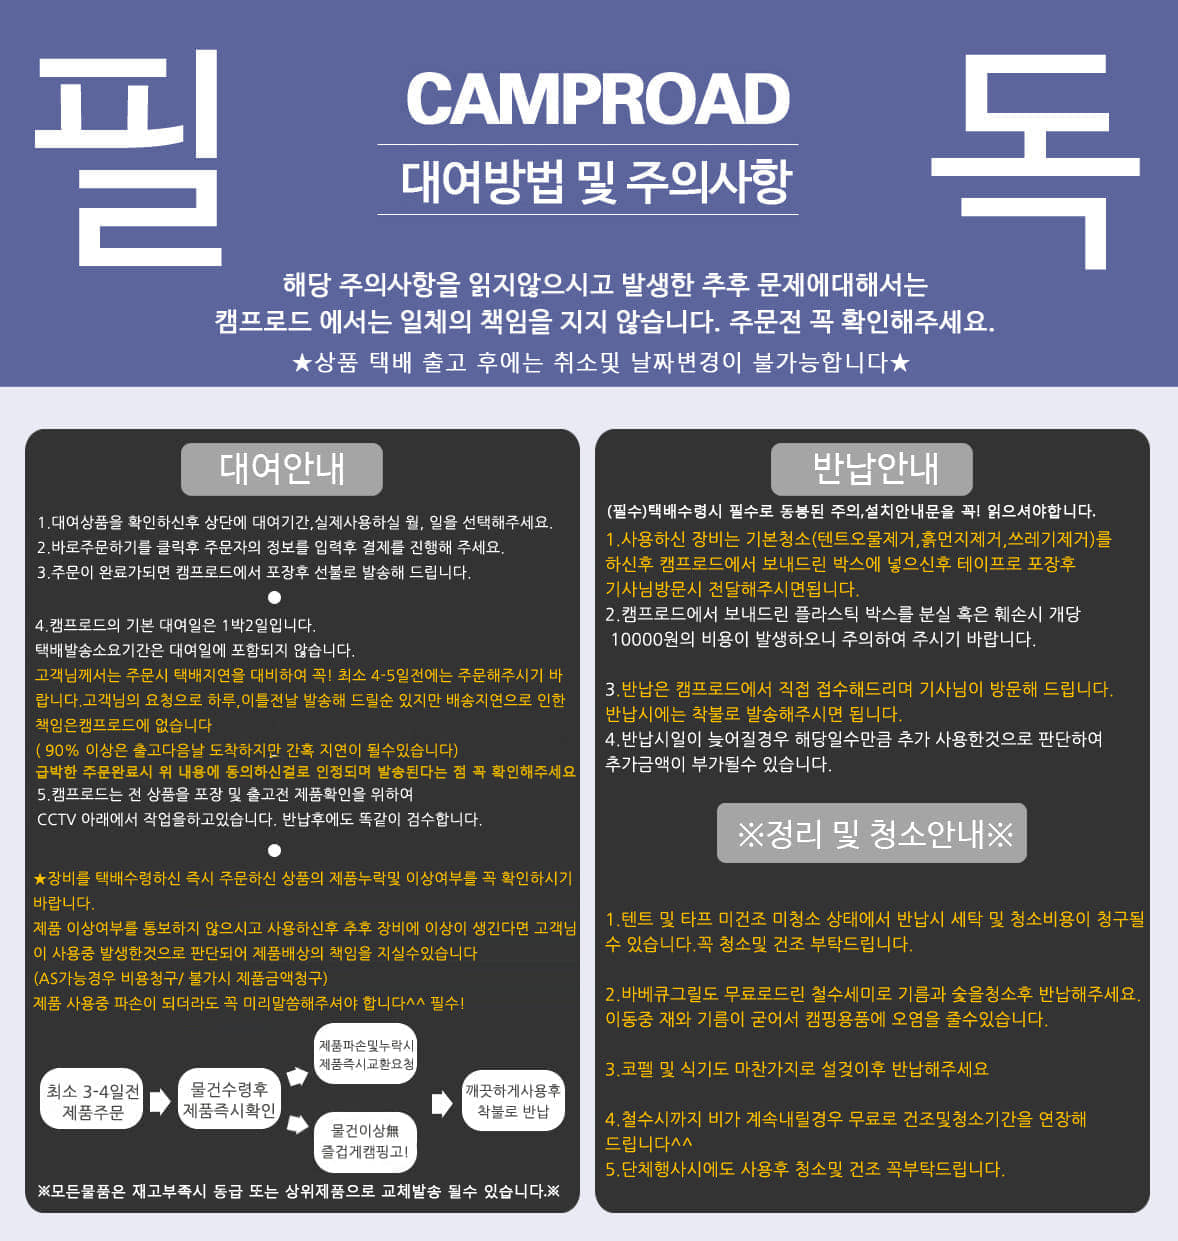 필독
CAMPROAD
대여방법 및 주의사항
해당 주의사항을 읽지않으시고 발생한 추후 문제에대해서는
캠프로드 에서는 일체의 책임을 지지 않습니다. 주문전 꼭 확인해주세요.
★상품 택배 출고 후에는 취소및 날짜변경이 불가능합니다★
대여안내
1.대여상품을 확인하신후 상단에 대여기간,실제사용하실 월, 일을 선택해주세요.
2.바로주문하기를 클릭후 주문자의 정보를 입력후 결제를 진행해 주세요.
3.주문이 완료가되면 캠프로드에서 포장후 선불로 발송해 드립니다.
4.캠프로드의 기본 대여일은 1박2일입니다.
택배발송소요기간은 대여일에 포함되지 않습니다.
고객님께서는 주문시 택배지연을 대비하여 꼭! 최소 4-5일전에는 주문해주시기 바
랍니다.고객님의 요청으로 하루,이틀전날 발송해 드릴순 있지만 배송지연으로 인한
책임은캠프로드에 없습니다
( 90% 이상은 출고다음날 도착하지만 간혹 지연이 될수있습니다)
급박한 주문완료시 위 내용에 동의하신걸로 인정되며 발송된다는 점 꼭 확인해주세요
5.캠프로드는 전 상품을 포장 및 출고전 제품확인을 위하여
CCTV 아래에서 작업을하고있습니다. 반납후에도 똑같이 검수합니다.
★장비를 택배수령하신 즉시 주문하신 상품의 제품누락및 이상여부를 꼭 확인하시기
바랍니다.
제품 이상여부를 통보하지 않으시고 사용하신후 추후 장비에 이상이 생긴다면 고객님
이 사용중 발생한것으로 판단되어 제품배상의 책임을 지실수있습니다
(AS가능경우 비용청구/ 불가시 제품금액청구)
제품 사용중 파손이 되더라도 꼭 미리말씀해주셔야 합니다^^ 필수!
최소 3-4일전
제품주문
물건수령후
제품즉시확인
제품파손및누락시
제품즉시교환요청
물건이상無
즐겁게캠핑고!
깨끗하게사용후
착불로 반납
※모든물품은 재고부족시 동급 또는 상위제품으로 교체발송 될수 있습니다.※
반납안내
(필수)택배수령시 필수로 동봉된 주의,설치안내문을 꼭! 읽으셔야합니다.
1.사용하신 장비는 기본청소(텐트오물제거,흙먼지제거,쓰레기제거)를
하신후 캠프로드에서 보내드린 박스에 넣으신후 테이프로 포장후
기사님방문시 전달해주시면됩니다.
2.캠프로드에서 보내드린 플라스틱 박스를 분실 혹은 훼손시 개당
10000원의 비용이 발생하오니 주의하여 주시기 바랍니다.
3.반납은 캠프로드에서 직접 접수해드리며 기사님이 방문해 드립니다.
반납시에는 착불로 발송해주시면 됩니다.
4.반납시일이 늦어질경우 해당일수만큼 추가 사용한것으로 판단하여
추가금액이 부가될수 있습니다.
※정리 및 청소안내※
1.텐트 및 타프 미건조 미청소 상태에서 반납시 세탁 및 청소비용이 청구될
수 있습니다.꼭 청소및 건조 부탁드립니다.
2.바베큐그릴도 무료로드린 철수세미로 기름과 숯을청소후 반납해주세요.
이동중 재와 기름이 굳어서 캠핑용품에 오염을 줄수있습니다.
3.코펠 및 식기도 마찬가지로 설겆이후 반납해주세요
4.철수시까지 비가 계속내릴경우 무료로 건조및청소기간을 연장해
드립니다^^
5.단체행사시에도 사용후 청소및 건조 꼭부탁드립니다.